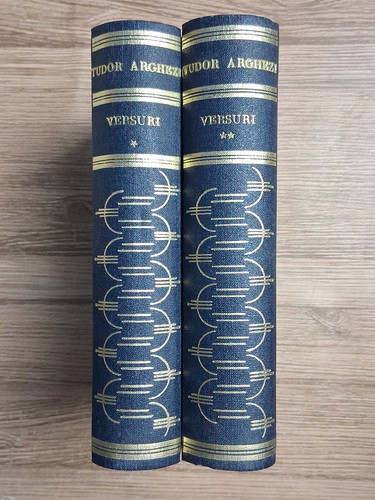 TUDOR ARGHEZI
VERSURI
*
TUDOR ARGHEZI
VERSURI
**